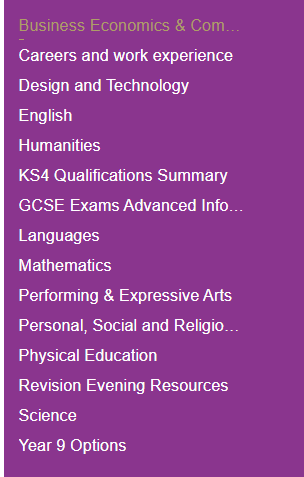 Business Economics & Com…
Careers and work experience
Design and Technology
English
Humanities
KS4 Qualifications Summary
GCSE Exams Advanced Info…
Languages
Mathematics
Performing & Expressive Arts
Personal, Social and Religio…
Physical Education
Revision Evening Resources
Science
Year 9 Options